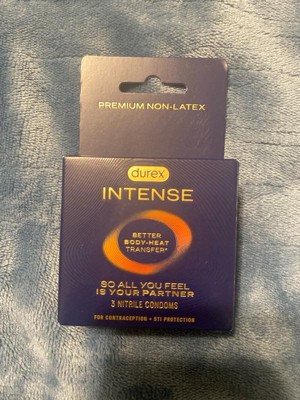 PREMIUM NON-LATEX
durex
INTENSE
BETTER
BODY-HEAT
TRANSFER*
SO ALL YOU FEEL
IS YOUR PARTNER
3 NITRILE CONDOMS
FOR CONTRACEPTION + STI PROTECTION